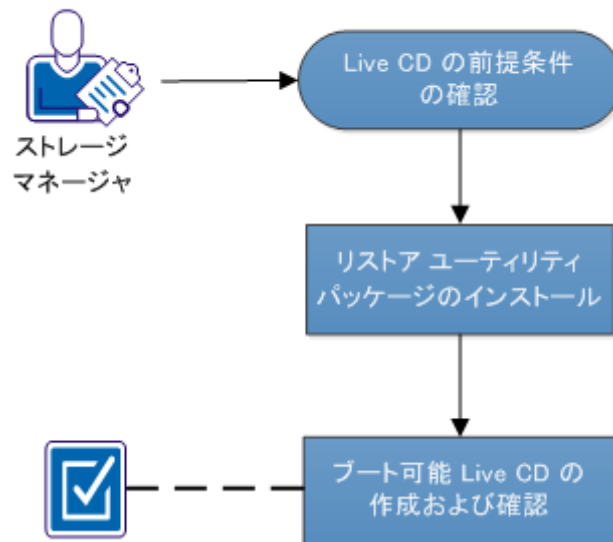 Live CD の前提条件
の確認
ストレージ
マネージャ
リストア ユーティリティ
パッケージのインストール
ブート可能 Live CD の
作成および確認